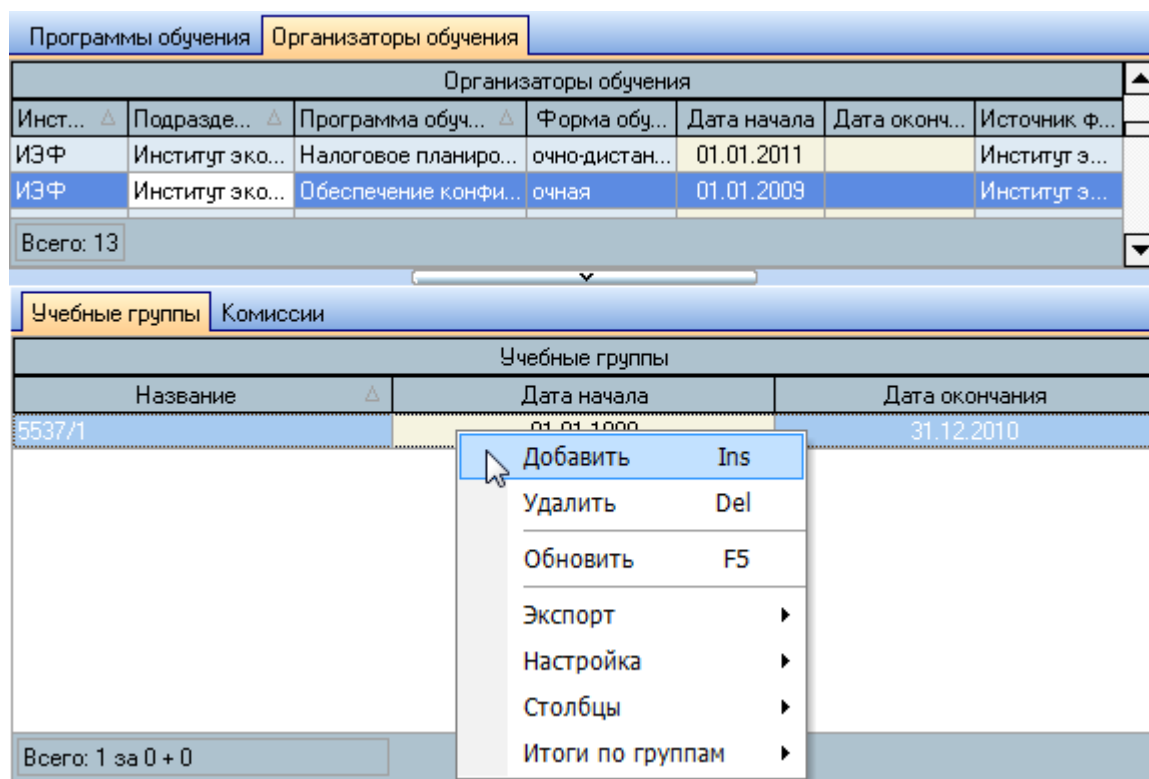 Программы обучения Организаторы обучения
Организаторы обучения
Инст... Подразде... Программа обуч... Форма обу... Дата начала Дата оконч... Источник ф...
ИЭФ Институт эко... Налоговое планиро... очно-дистан... 01.01.2011 Институт э...
ИЭФ Институт эко... Обеспечение конфи... очная 01.01.2009 Институт э...
Всего: 13
Учебные группы Комиссии
Учебные группы
Название Дата начала Дата окончания
5537/1 01.01.1900 31.12.2010
Добавить Ins
Удалить Del
Обновить F5
Экспорт
Настройка
Столбцы
Итоги по группам
Всего: 1 за 0 + 0